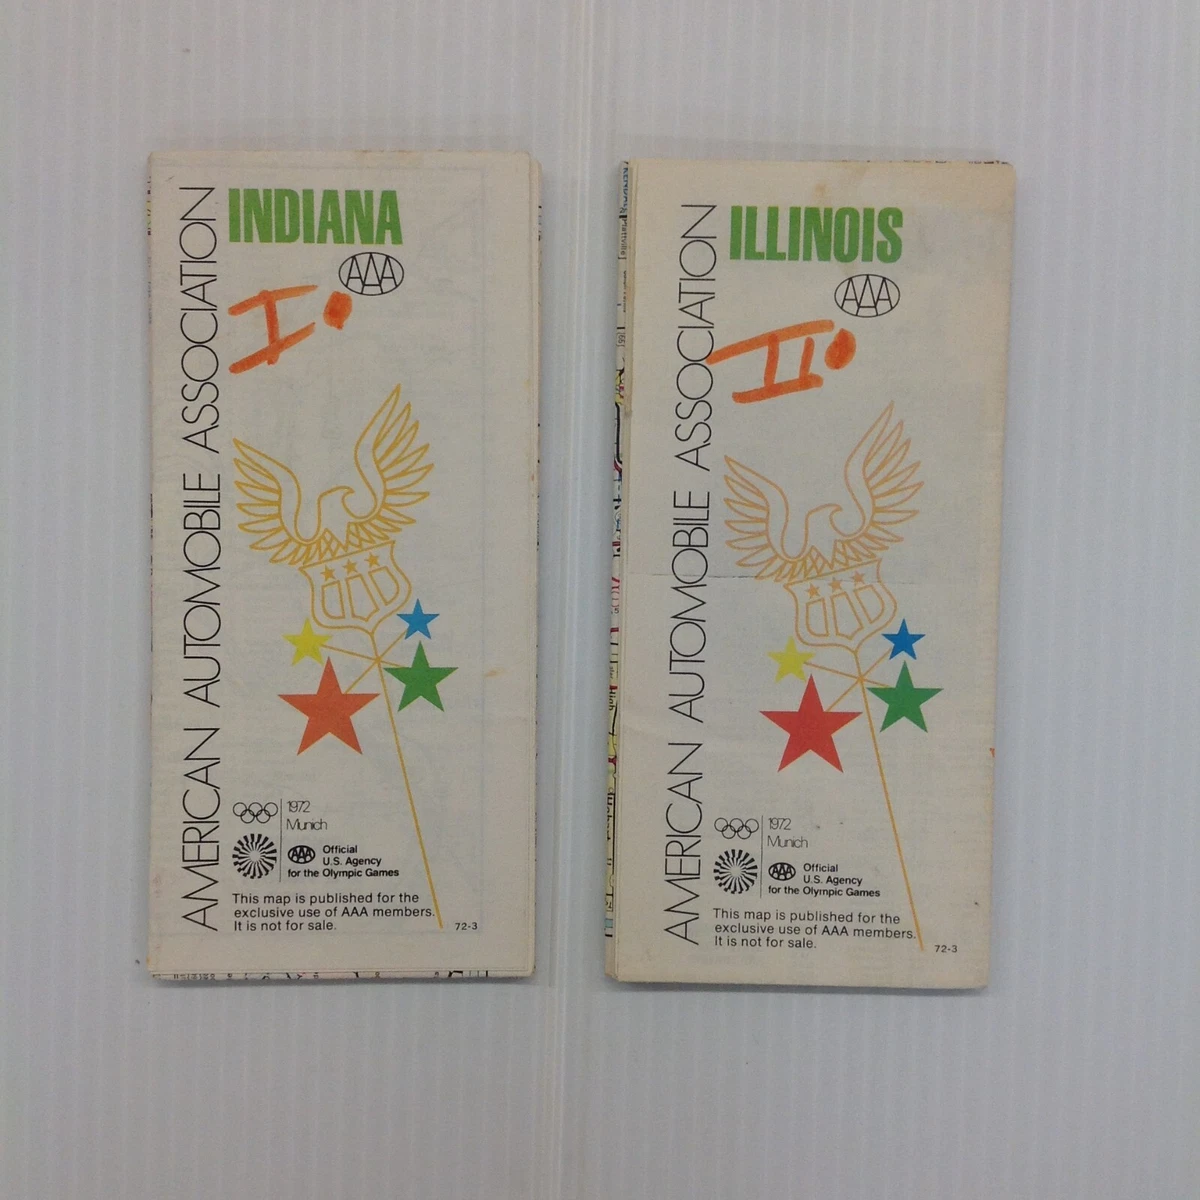 INDIANA
AAA
I.
AMERICAN AUTOMOBILE ASSOCIATION
1972
Munich
AAA
Official
U.S. Agency
for the Olympic Games
This map is published for the
exclusive use of AAA members.
It is not for sale.
72-3
ILLINOIS
AAA
II.
AMERICAN AUTOMOBILE ASSOCIATION
1972
Munich
AAA
Official
U.S. Agency
for the Olympic Games
This map is published for the
exclusive use of AAA members.
It is not for sale.
72-3